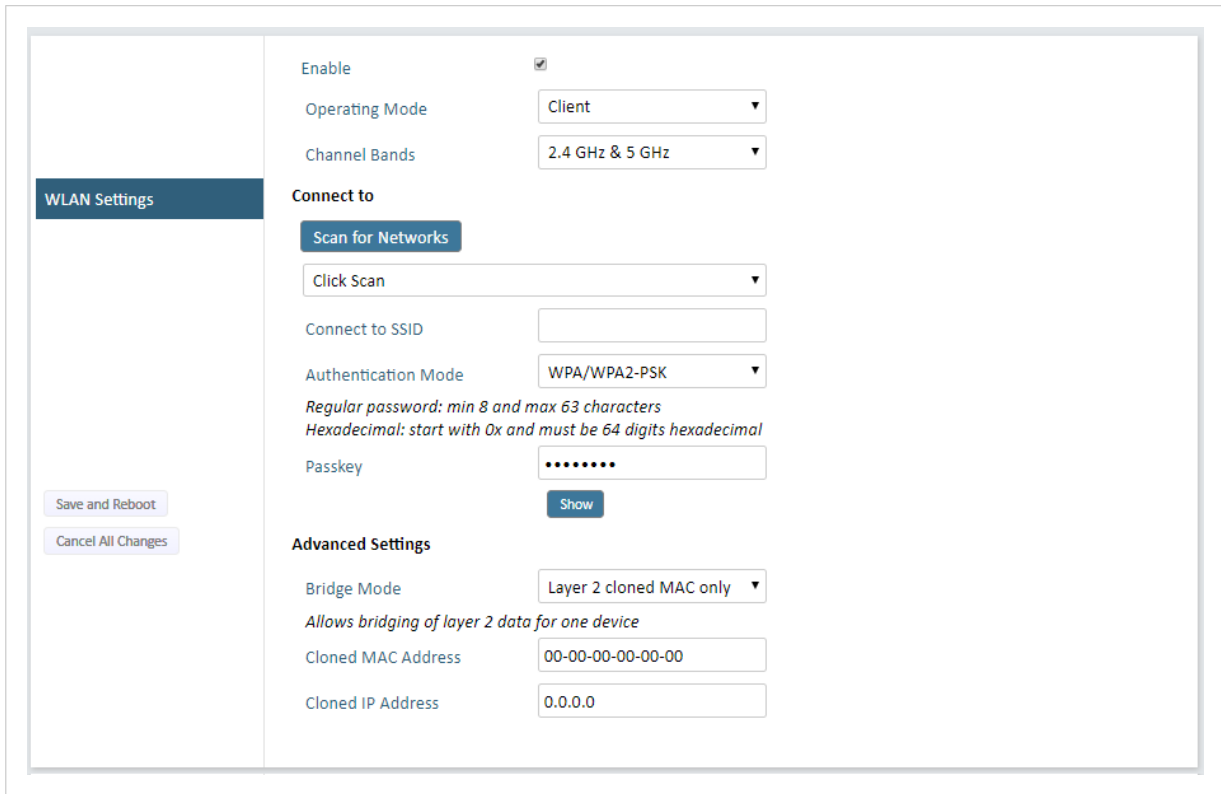 Enable
Operating Mode
Client
Channel Bands
2.4 GHz & 5 GHz
WLAN Settings
Connect to
Scan for Networks
Click Scan
Connect to SSID
Authentication Mode
WPA/WPA2-PSK
Regular password: min 8 and max 63 characters
Hexadecimal: start with 0x and must be 64 digits hexadecimal
Passkey
••••••••
Save and Reboot
Show
Cancel All Changes
Advanced Settings
Bridge Mode
Layer 2 cloned MAC only
Allows bridging of layer 2 data for one device
Cloned MAC Address
00-00-00-00-00-00
Cloned IP Address
0.0.0.0